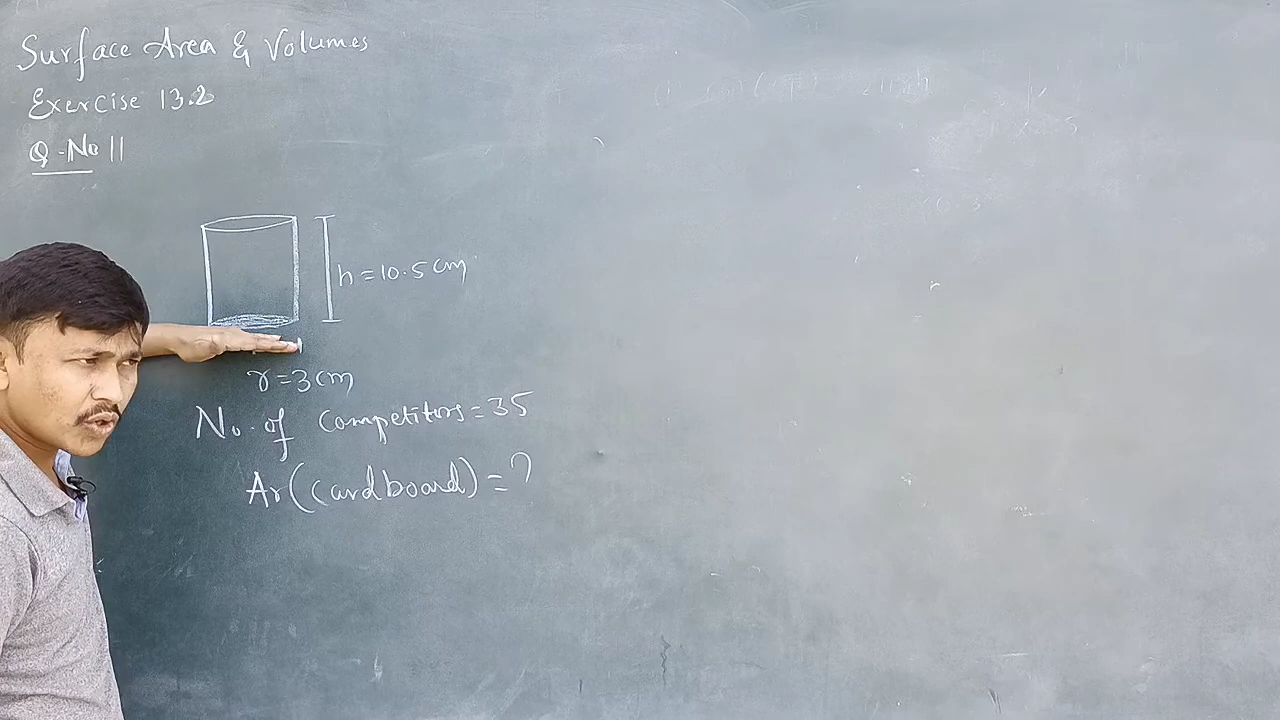 Surface Area & Volumes
Exercise 13.2
Q.No 11
h = 10.5 cm
r = 3 cm
No. of Competitors = 35
Ar (Cardboard) = ?